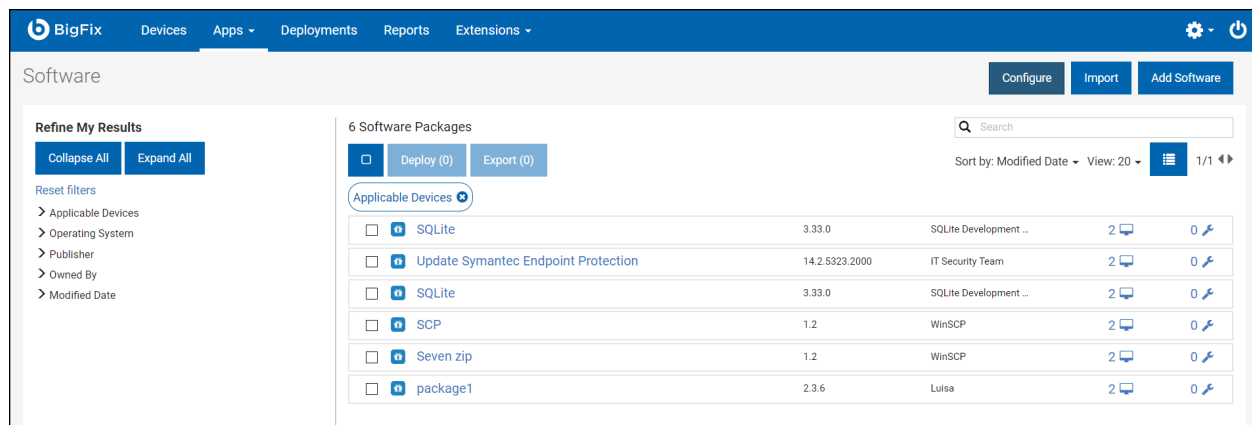 BigFix Devices Apps Deployments Reports Extensions
Software Configure Import Add Software
Refine My Results
Collapse All Expand All
Reset filters
Applicable Devices
Operating System
Publisher
Owned By
Modified Date
6 Software Packages Search
Deploy (0) Export (0) Sort by: Modified Date View: 20 1/1
Applicable Devices
SQLite 3.33.0 SQLite Development ... 2 0
Update Symantec Endpoint Protection 14.2.5323.2000 IT Security Team 2 0
SQLite 3.33.0 SQLite Development ... 2 0
SCP 1.2 WinSCP 2 0
Seven zip 1.2 WinSCP 2 0
package1 2.3.6 Luisa 2 0